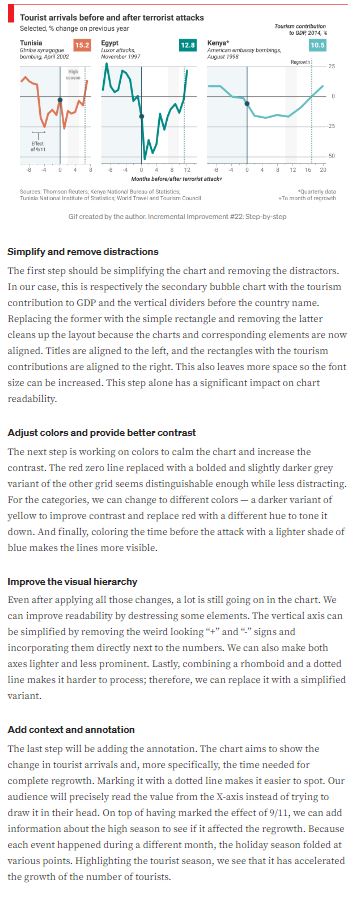 Tourist arrivals before and after terrorist attacks
Selected, % change on previous year
Tourism contribution
to GDP, 2014, %
Tunisia
Ghriba synagogue
bombing, April 2002
15.2
Egypt
Luxor attacks,
November 1997
12.8
Kenya*
American embassy bombings,
August 1998
10.5
High
season
Regrowth
25
0
25
50
Effect
of 9/11
-8 -4 0 4 8
-8 -4 0 4 8 12
-8 -4 0 4 8 12 16 20
Months before/after terrorist attack+
Sources: Thomson Reuters; Kenya National Bureau of Statistics;
Tunisia National Institute of Statistics; World Travel and Tourism Council
*Quarterly data
+To month of regrowth
Gif created by the author. Incremental Improvement #22: Step-by-step
Simplify and remove distractions
The first step should be simplifying the chart and removing the distractors.
In our case, this is respectively the secondary bubble chart with the tourism
contribution to GDP and the vertical dividers before the country name.
Replacing the former with the simple rectangle and removing the latter
cleans up the layout because the charts and corresponding elements are now
aligned. Titles are aligned to the left, and the rectangles with the tourism
contributions are aligned to the right. This also leaves more space so the font
size can be increased. This step alone has a significant impact on chart
readability.
Adjust colors and provide better contrast
The next step is working on colors to calm the chart and increase the
contrast. The red zero line replaced with a bolded and slightly darker grey
variant of the other grid seems distinguishable enough while less distracting.
For the categories, we can change to different colors — a darker variant of
yellow to improve contrast and replace red with a different hue to tone it
down. And finally, coloring the time before the attack with a lighter shade of
blue makes the lines more visible.
Improve the visual hierarchy
Even after applying all those changes, a lot is still going on in the chart. We
can improve readability by destressing some elements. The vertical axis can
be simplified by removing the weird looking “+” and “-” signs and
incorporating them directly next to the numbers. We can also make both
axes lighter and less prominent. Lastly, combining a rhomboid and a dotted
line makes it harder to process; therefore, we can replace it with a simplified
variant.
Add context and annotation
The last step will be adding the annotation. The chart aims to show the
change in tourist arrivals and, more specifically, the time needed for
complete regrowth. Marking it with a dotted line makes it easier to spot. Our
audience will precisely read the value from the X-axis instead of trying to
draw it in their head. On top of having marked the effect of 9/11, we can add
information about the high season to see if it affected the regrowth. Because
each event happened during a different month, the holiday season folded at
various points. Highlighting the tourist season, we see that it has accelerated
the growth of the number of tourists.